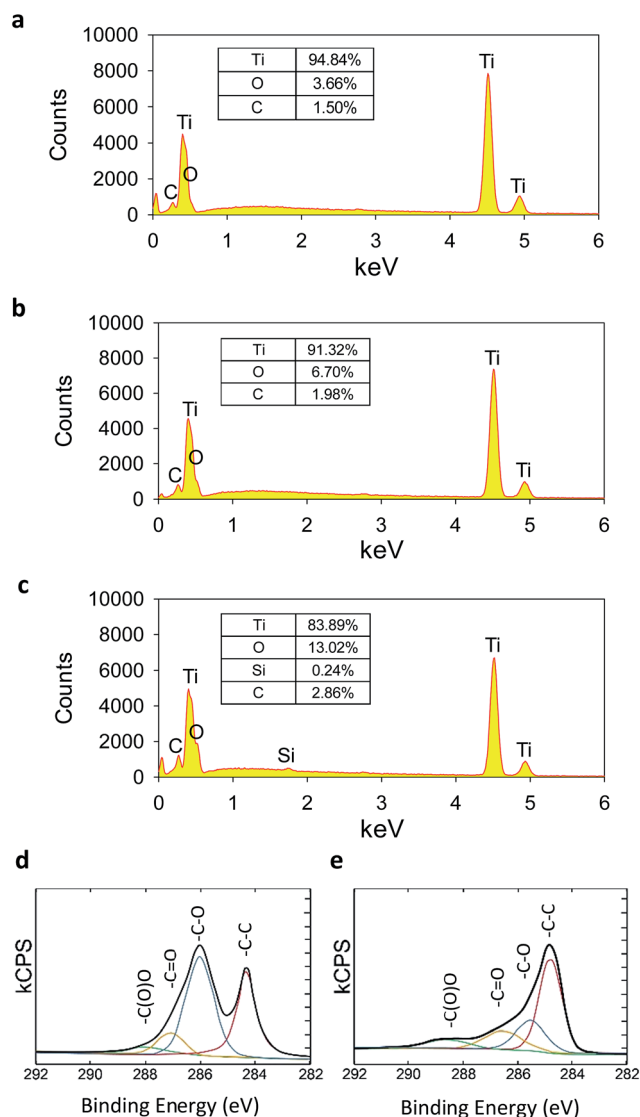 a
10000
8000
6000
4000
2000
0
Counts
Ti 94.84%
O 3.66%
C 1.50%
Ti
O
C
Ti
Ti
0 1 2 3 4 5 6
keV
b
10000
8000
6000
4000
2000
0
Counts
Ti 91.32%
O 6.70%
C 1.98%
Ti
O
C
Ti
Ti
0 1 2 3 4 5 6
keV
c
10000
8000
6000
4000
2000
0
Counts
Ti 83.89%
O 13.02%
Si 0.24%
C 2.86%
Ti
O
C
Si
Ti
Ti
0 1 2 3 4 5 6
keV
d
kCPS
-C(O)O
-C=O
-C-O
-C-C
292 290 288 286 284 282
Binding Energy (eV)
e
kCPS
-C(O)O
-C=O
-C-O
-C-C
292 290 288 286 284 282
Binding Energy (eV)